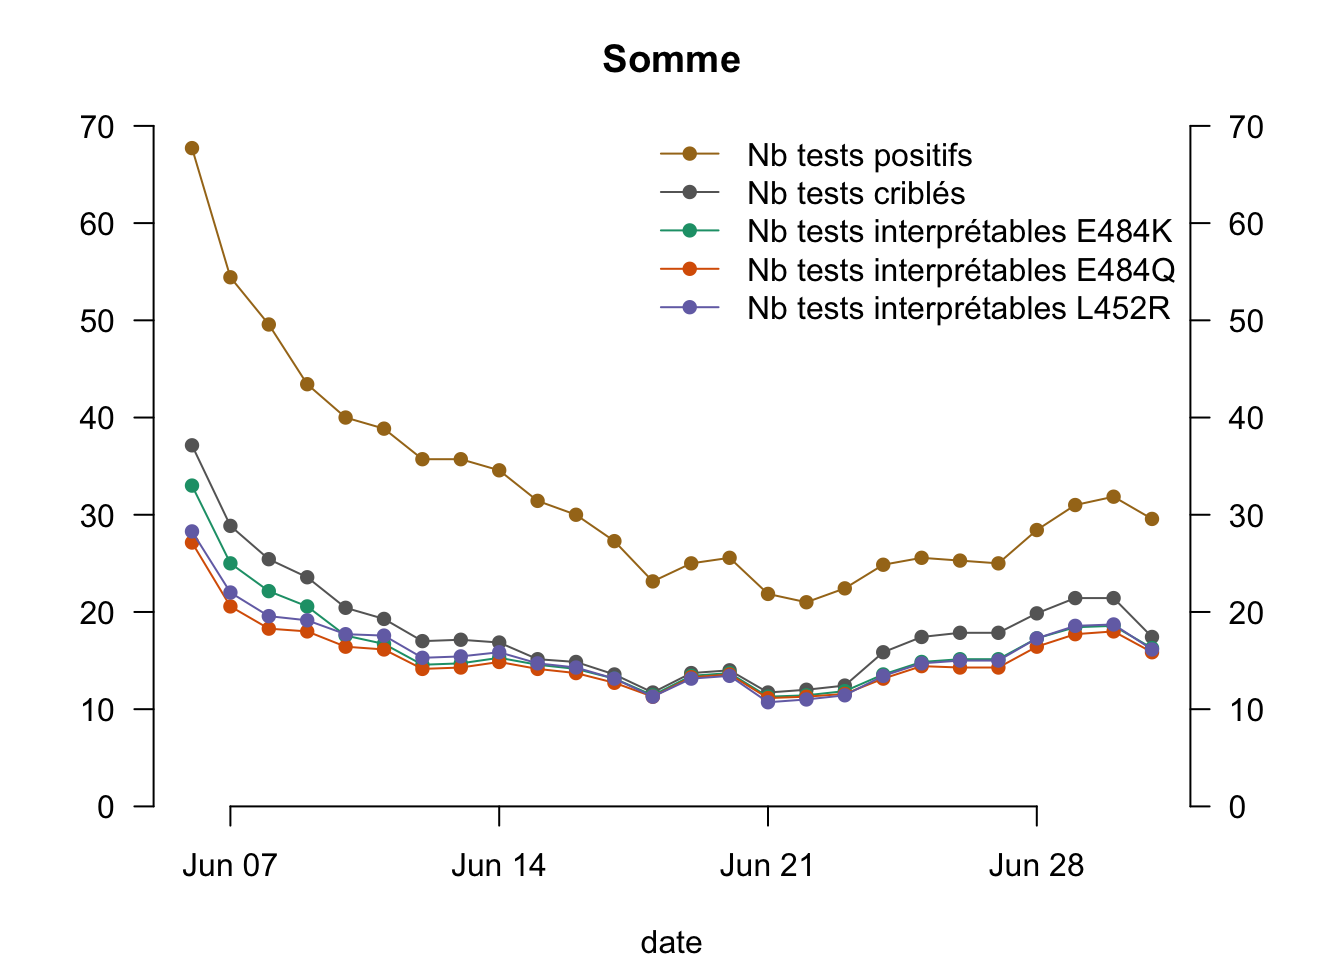 Somme
Nb tests positifs
Nb tests criblés
Nb tests interprétables E484K
Nb tests interprétables E484Q
Nb tests interprétables L452R
70 70
60 60
50 50
40 40
30 30
20 20
10 10
0 0
Jun 07 Jun 14 Jun 21 Jun 28
date